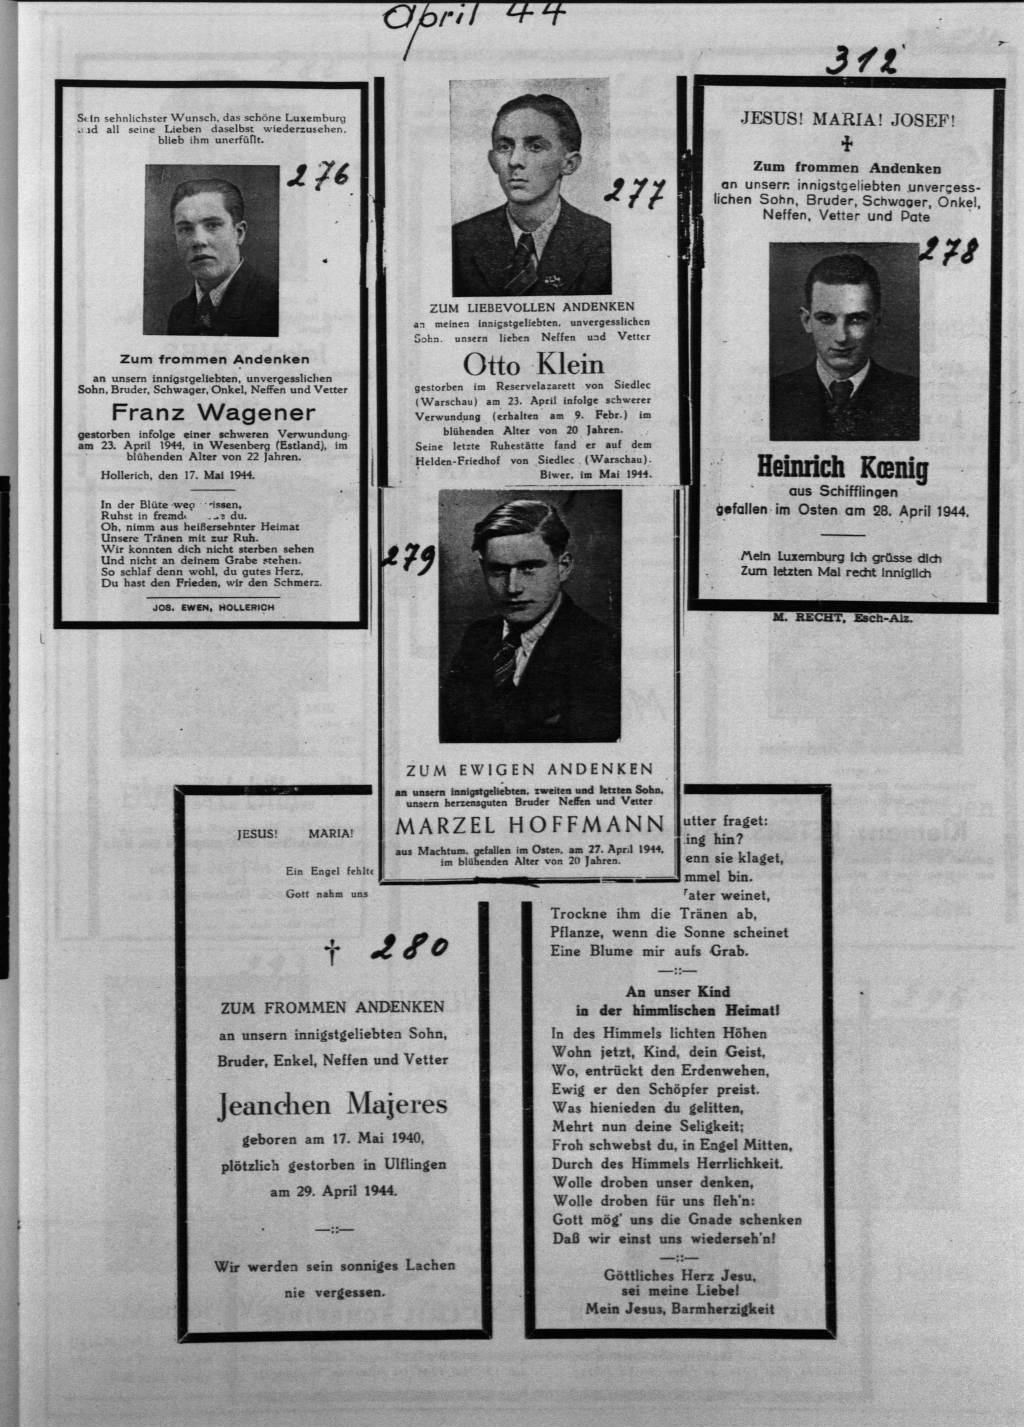 April 44
312
Sein sehnlichster Wunsch, das schöne Luxemburg
und all seine Lieben daselbst wiederzusehen,
blieb ihm unerfüllt.
276
Zum frommen Andenken
an unsern innigstgeliebten, unvergesslichen
Sohn, Bruder, Schwager, Onkel, Neffen und Vetter
Franz Wagener
gestorben infolge einer schweren Verwundung
am 23. April 1944, in Wesenberg (Estland), im
blühenden Alter von 22 Jahren.
Hollerich, den 17. Mai 1944.
In der Blüte weg rissen,
Ruhst in fremd du.
Oh, nimm aus heißersehnter Heimat
Unsere Tränen mit zur Ruh.
Wir konnten dich nicht sterben sehen
Und nicht an deinem Grabe stehen.
So schlaf denn wohl, du gutes Herz,
Du hast den Frieden, wir den Schmerz.
JOS. EWEN, HOLLERICH
277
ZUM LIEBEVOLLEN ANDENKEN
an meinen innigstgeliebten, unvergesslichen
Sohn, unsern lieben Neffen und Vetter
Otto Klein
gestorben im Reservelazarett von Siedlec
(Warschau) am 23. April infolge schwerer
Verwundung (erhalten am 9. Febr.) im
blühenden Alter von 20 Jahren.
Seine letzte Ruhestätte fand er auf dem
Helden-Friedhof von Siedlec (Warschau).
Biwer, im Mai 1944.
JESUS! MARIA! JOSEF!
Zum frommen Andenken
an unsern innigstgeliebten unvergess-
lichen Sohn, Bruder, Schwager, Onkel,
Neffen, Vetter und Pate
278
Heinrich Kœnig
aus Schifflingen
gefallen im Osten am 28. April 1944.
Mein Luxemburg ich grüsse dich
Zum letzten Mal recht inniglich
M. RECHT, Esch-Alz.
279
ZUM EWIGEN ANDENKEN
an unsern innigstgeliebten, zweiten und letzten Sohn,
unsern herzensguten Bruder Neffen und Vetter
MARZEL HOFFMANN
aus Machtum, gefallen im Osten, am 27. April 1944,
im blühenden Alter von 20 Jahren.
JESUS! MARIA!
Ein Engel fehlte
Gott nahm uns
† 280
ZUM FROMMEN ANDENKEN
an unsern innigstgeliebten Sohn,
Bruder, Enkel, Neffen und Vetter
Jeanchen Majeres
geboren am 17. Mai 1940,
plötzlich gestorben in Ulflingen
am 29. April 1944.
—::—
Wir werden sein sonniges Lachen
nie vergessen.
utter fraget:
ing hin?
enn sie klaget,
mmel bin.
ater weinet,
Trockne ihm die Tränen ab,
Pflanze, wenn die Sonne scheinet
Eine Blume mir aufs Grab.
—::—
An unser Kind
in der himmlischen Heimat!
In des Himmels lichten Höhen
Wohn jetzt, Kind, dein Geist,
Wo, entrückt den Erdenwehen,
Ewig er den Schöpfer preist.
Was hienieden du gelitten,
Mehrt nun deine Seligkeit;
Froh schwebst du, in Engel Mitten,
Durch des Himmels Herrlichkeit.
Wolle droben unser denken,
Wolle droben für uns fleh'n:
Gott mög' uns die Gnade schenken
Daß wir einst uns wiederseh'n!
—::—
Göttliches Herz Jesu,
sei meine Liebe!
Mein Jesus, Barmherzigkeit